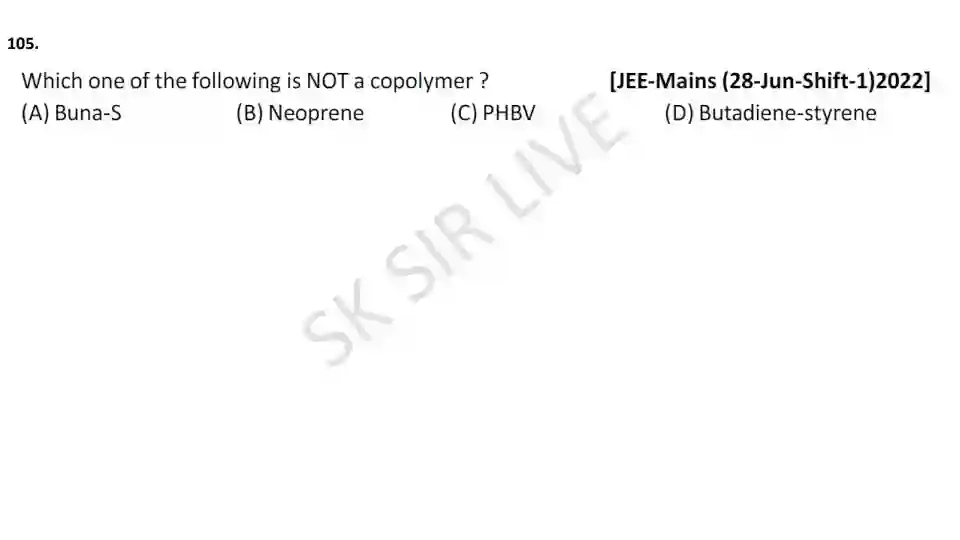 105.
Which one of the following is NOT a copolymer ? [JEE-Mains (28-Jun-Shift-1)2022]
(A) Buna-S (B) Neoprene (C) PHBV (D) Butadiene-styrene
SK SIR LIVE